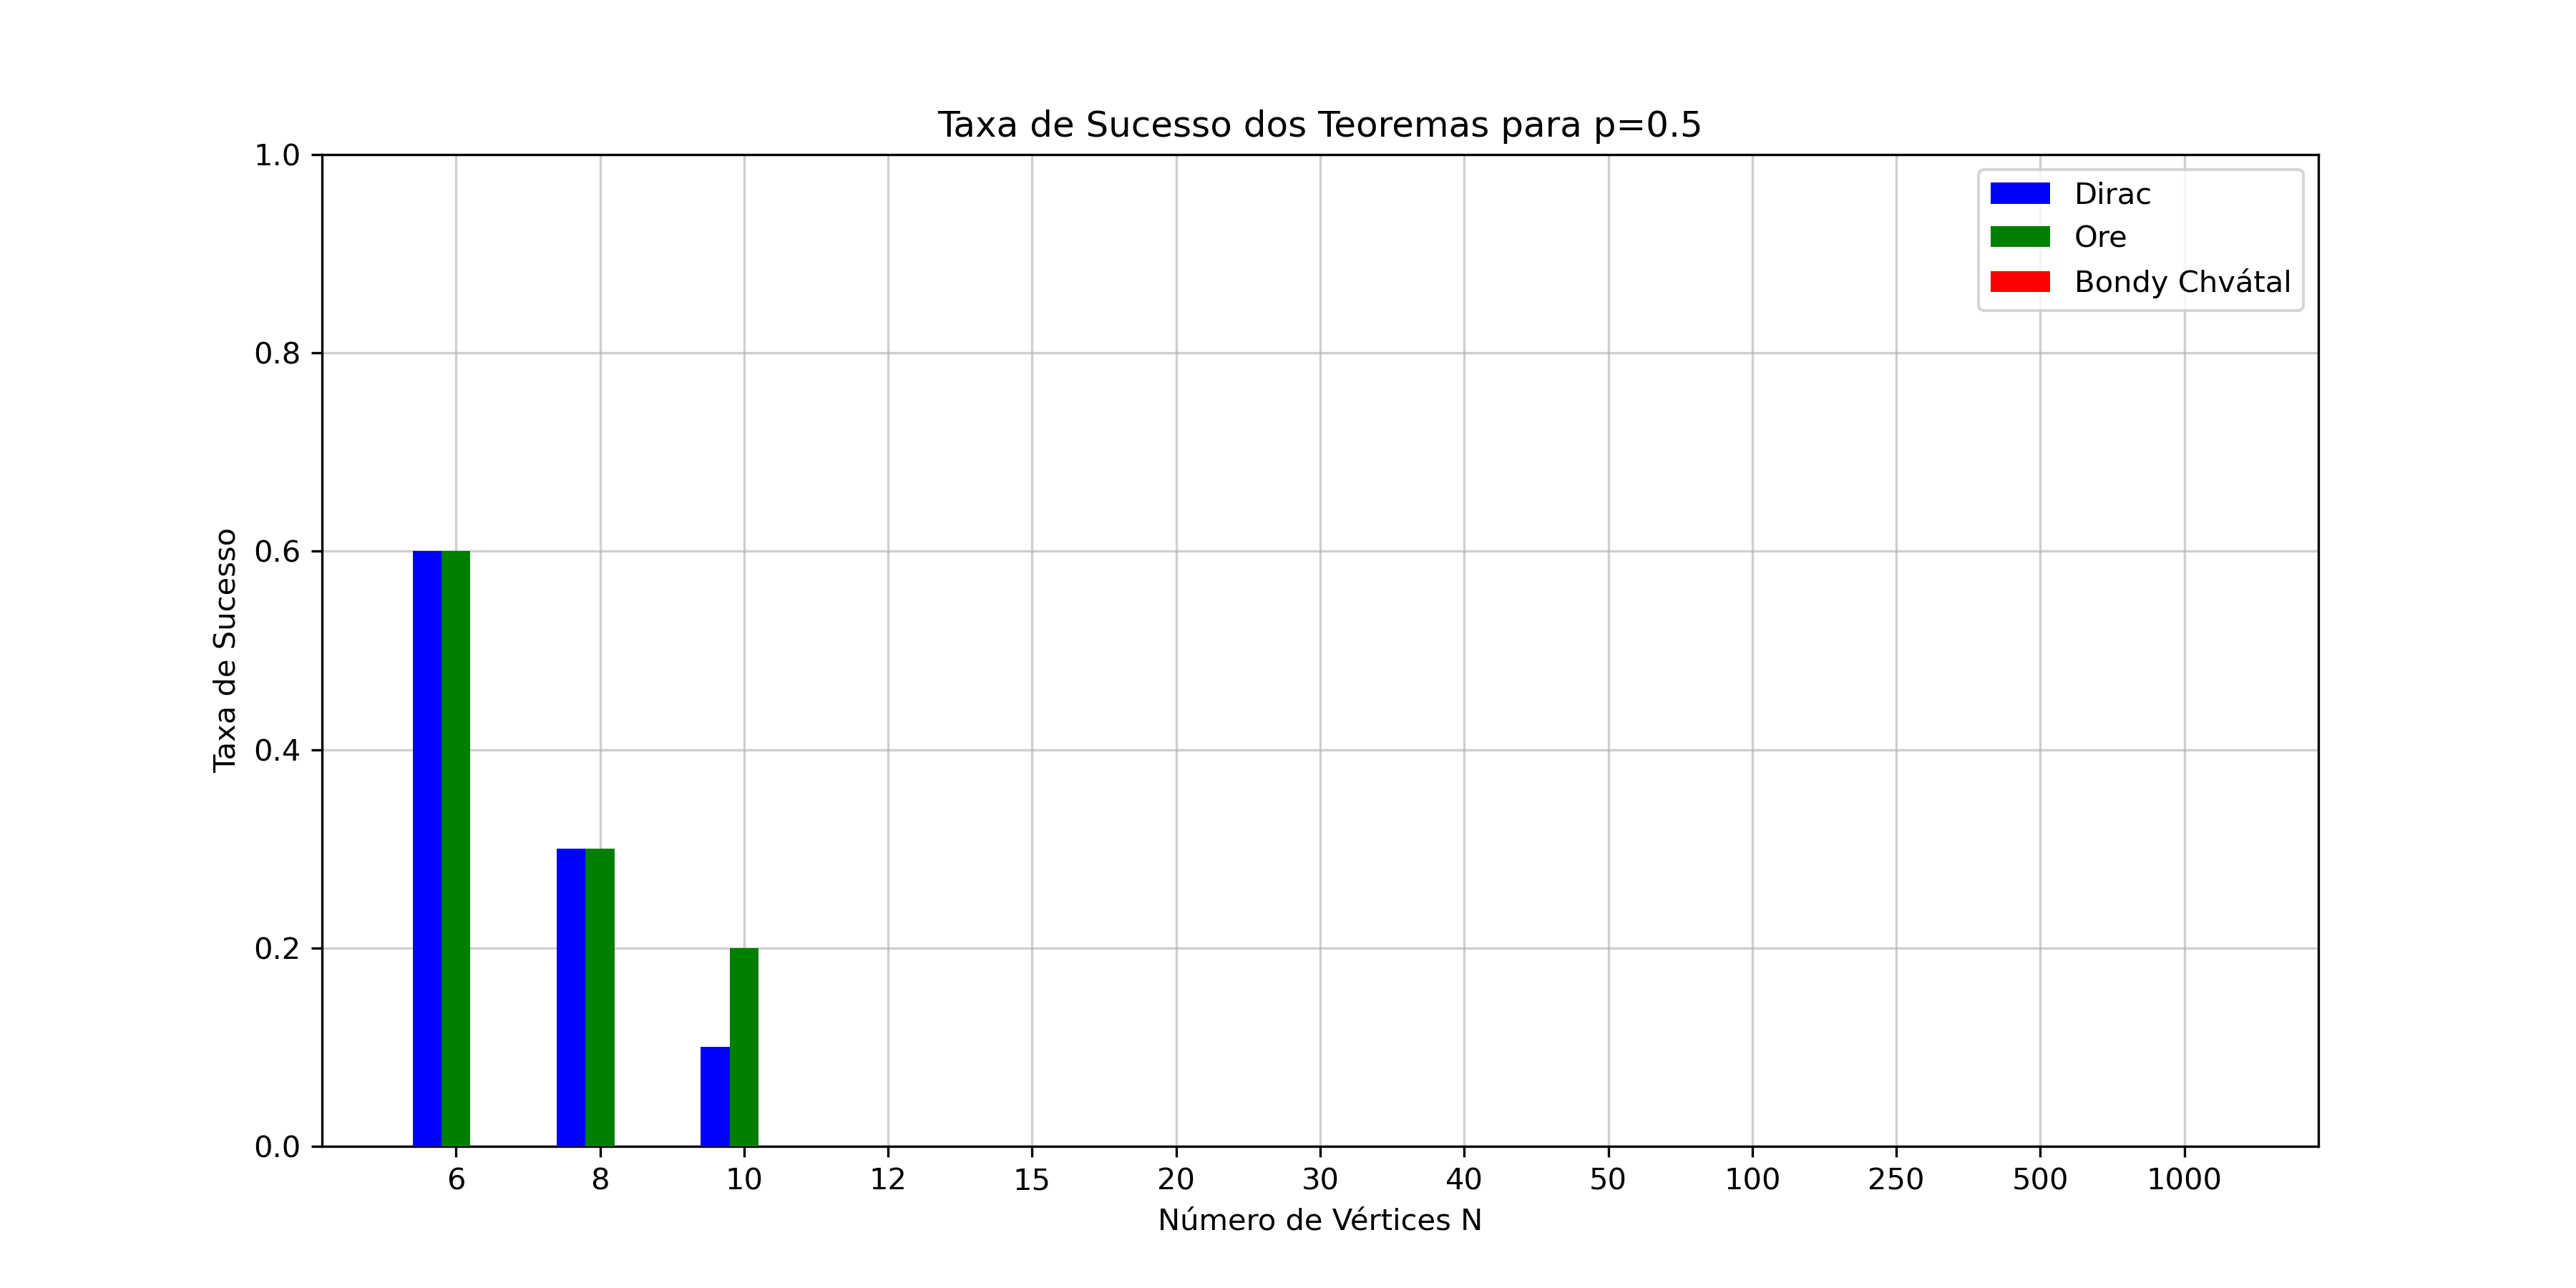 Taxa de Sucesso dos Teoremas para p=0.5
1.0
0.8
0.6
0.4
0.2
0.0
Taxa de Sucesso
Dirac
Ore
Bondy Chvátal
6 8 10 12 15 20 30 40 50 100 250 500 1000
Número de Vértices N